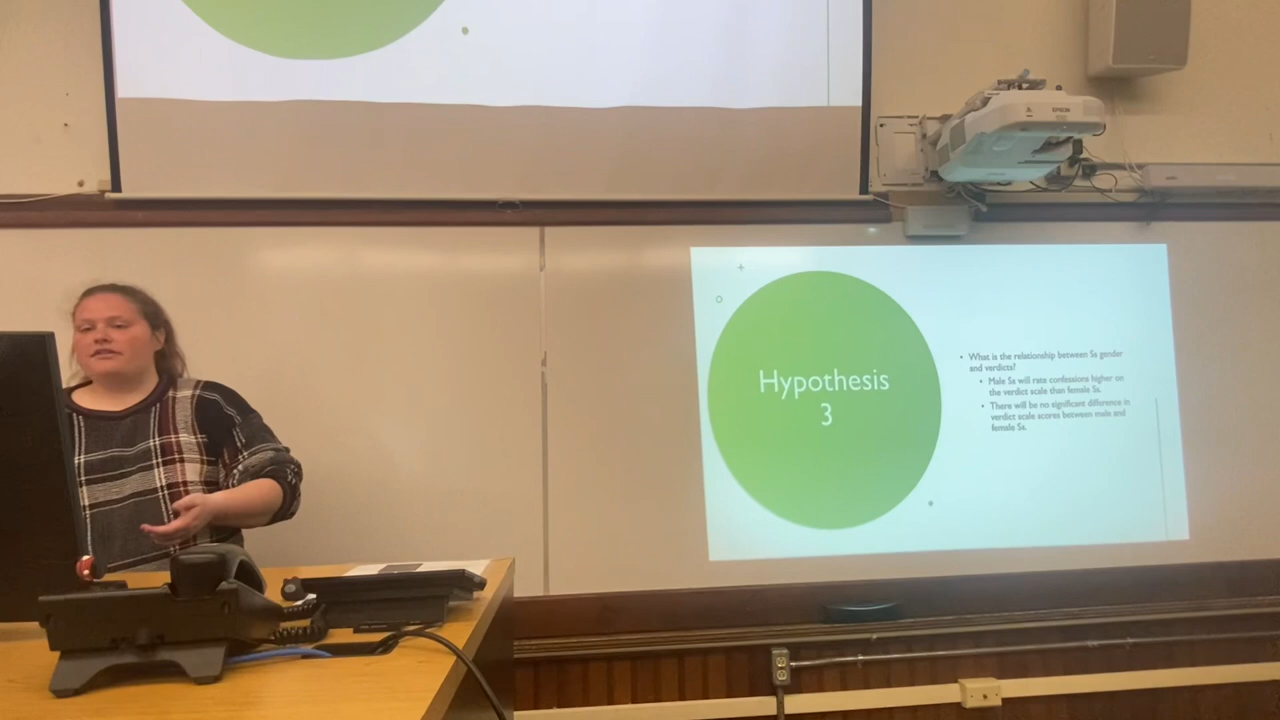 EPSON
Hypothesis
3
• What is the relationship between Ss gender
and verdicts?
• Male Ss will rate confessions higher on
the verdict scale than female Ss.
• There will be no significant difference in
verdict scale scores between male and
female Ss.